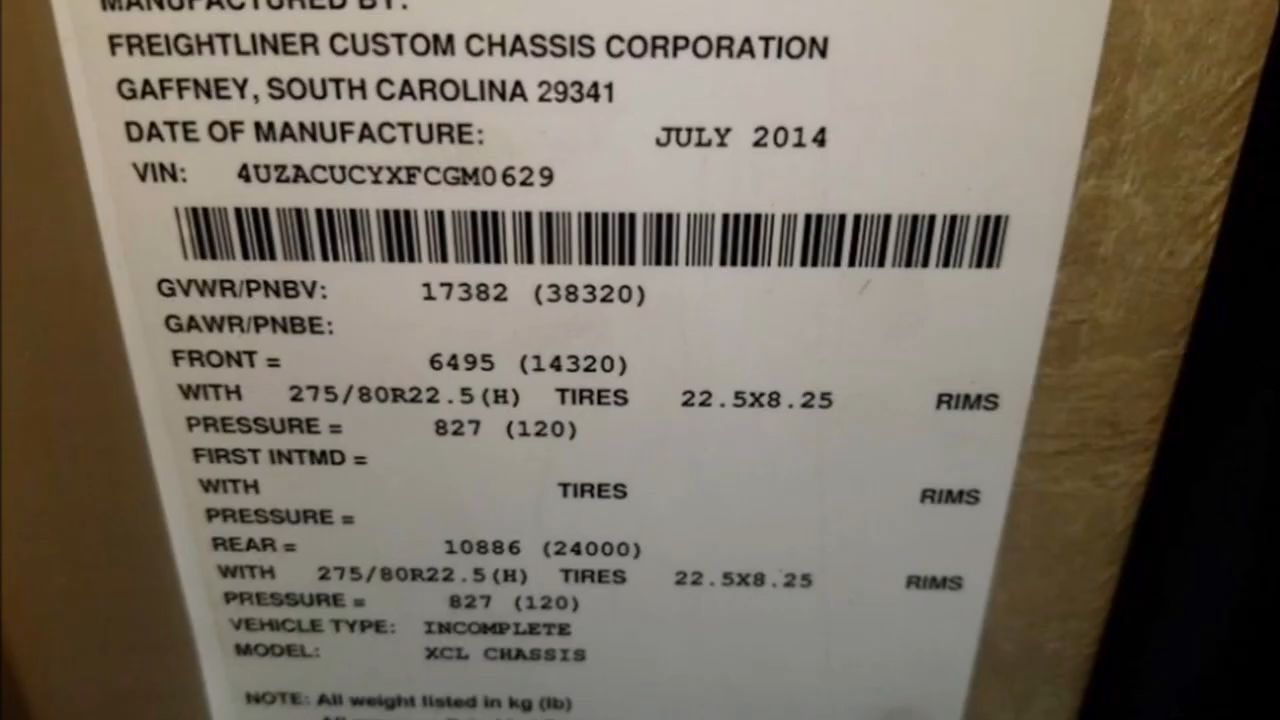 MANUFACTURED BY:
FREIGHTLINER CUSTOM CHASSIS CORPORATION
GAFFNEY, SOUTH CAROLINA 29341
DATE OF MANUFACTURE: JULY 2014
VIN: 4UZACUCYXFCGM0629
GVWR/PNBV: 17382 (38320)
GAWR/PNBE:
FRONT = 6495 (14320)
WITH 275/80R22.5(H) TIRES 22.5X8.25 RIMS
PRESSURE = 827 (120)
FIRST INTMD =
WITH TIRES RIMS
PRESSURE =
REAR = 10886 (24000)
WITH 275/80R22.5(H) TIRES 22.5X8.25 RIMS
PRESSURE = 827 (120)
VEHICLE TYPE: INCOMPLETE
MODEL: XCL CHASSIS
NOTE: All weight listed in kg (lb)